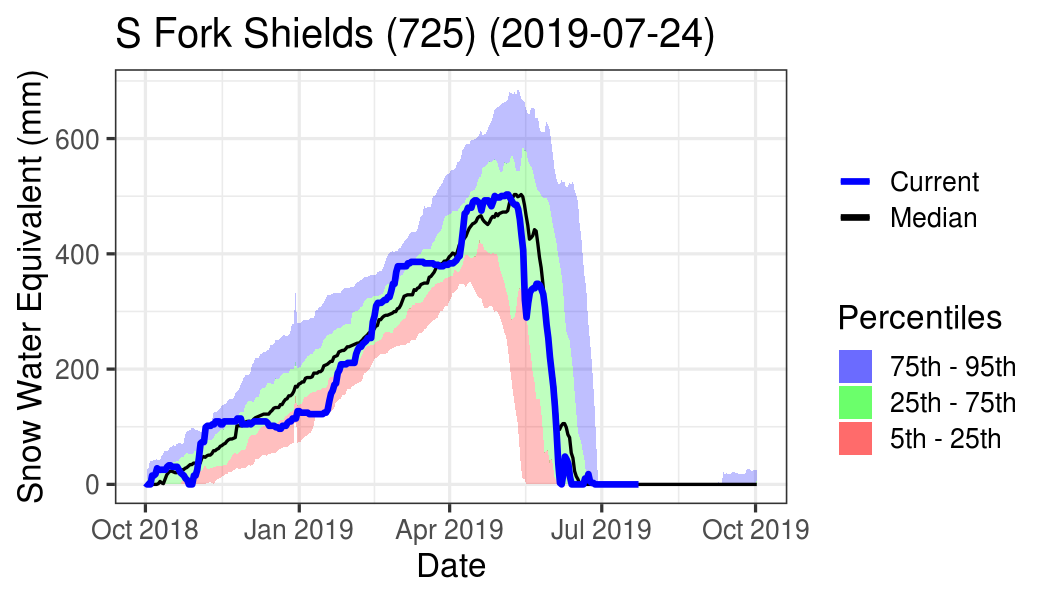 S Fork Shields (725) (2019-07-24)
Snow Water Equivalent (mm)
600
400
200
0
Oct 2018 Jan 2019 Apr 2019 Jul 2019 Oct 2019
Date
Current
Median
Percentiles
75th - 95th
25th - 75th
5th - 25th